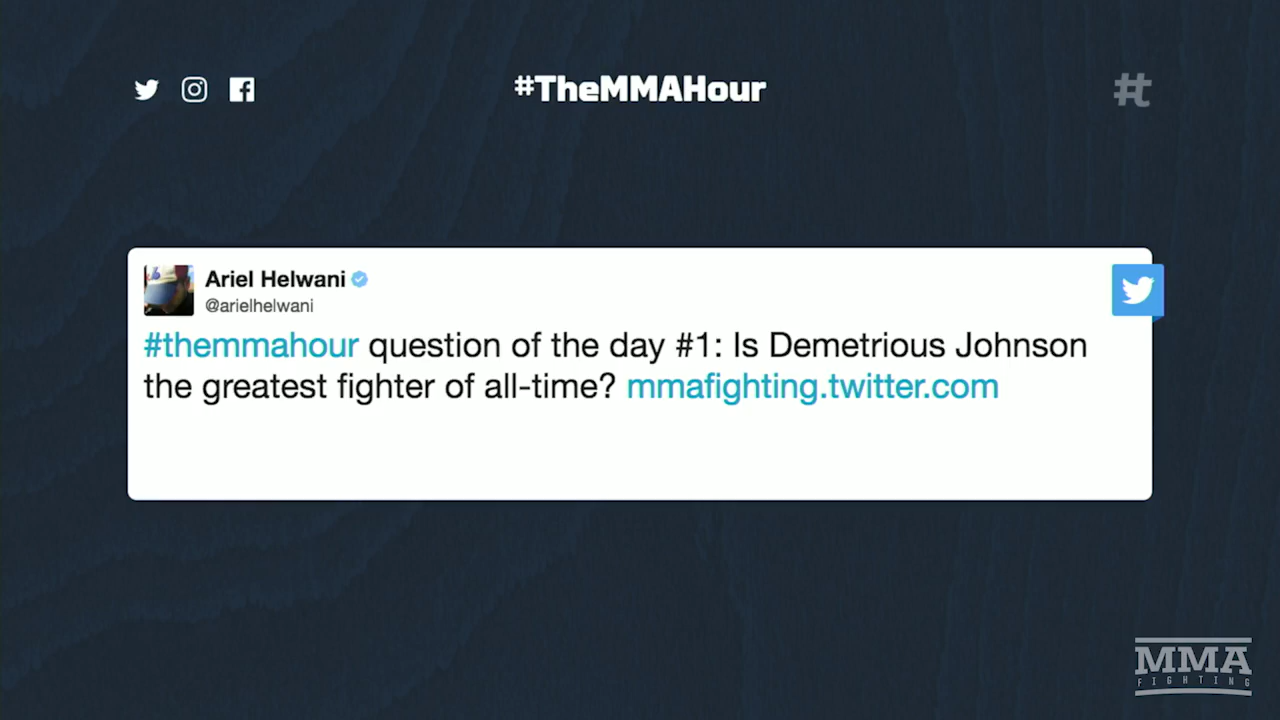 #TheMMAHour
Ariel Helwani
@arielhelwani
#themmahour question of the day #1: Is Demetrious Johnson
the greatest fighter of all-time? mmafighting.twitter.com
MMA
FIGHTING